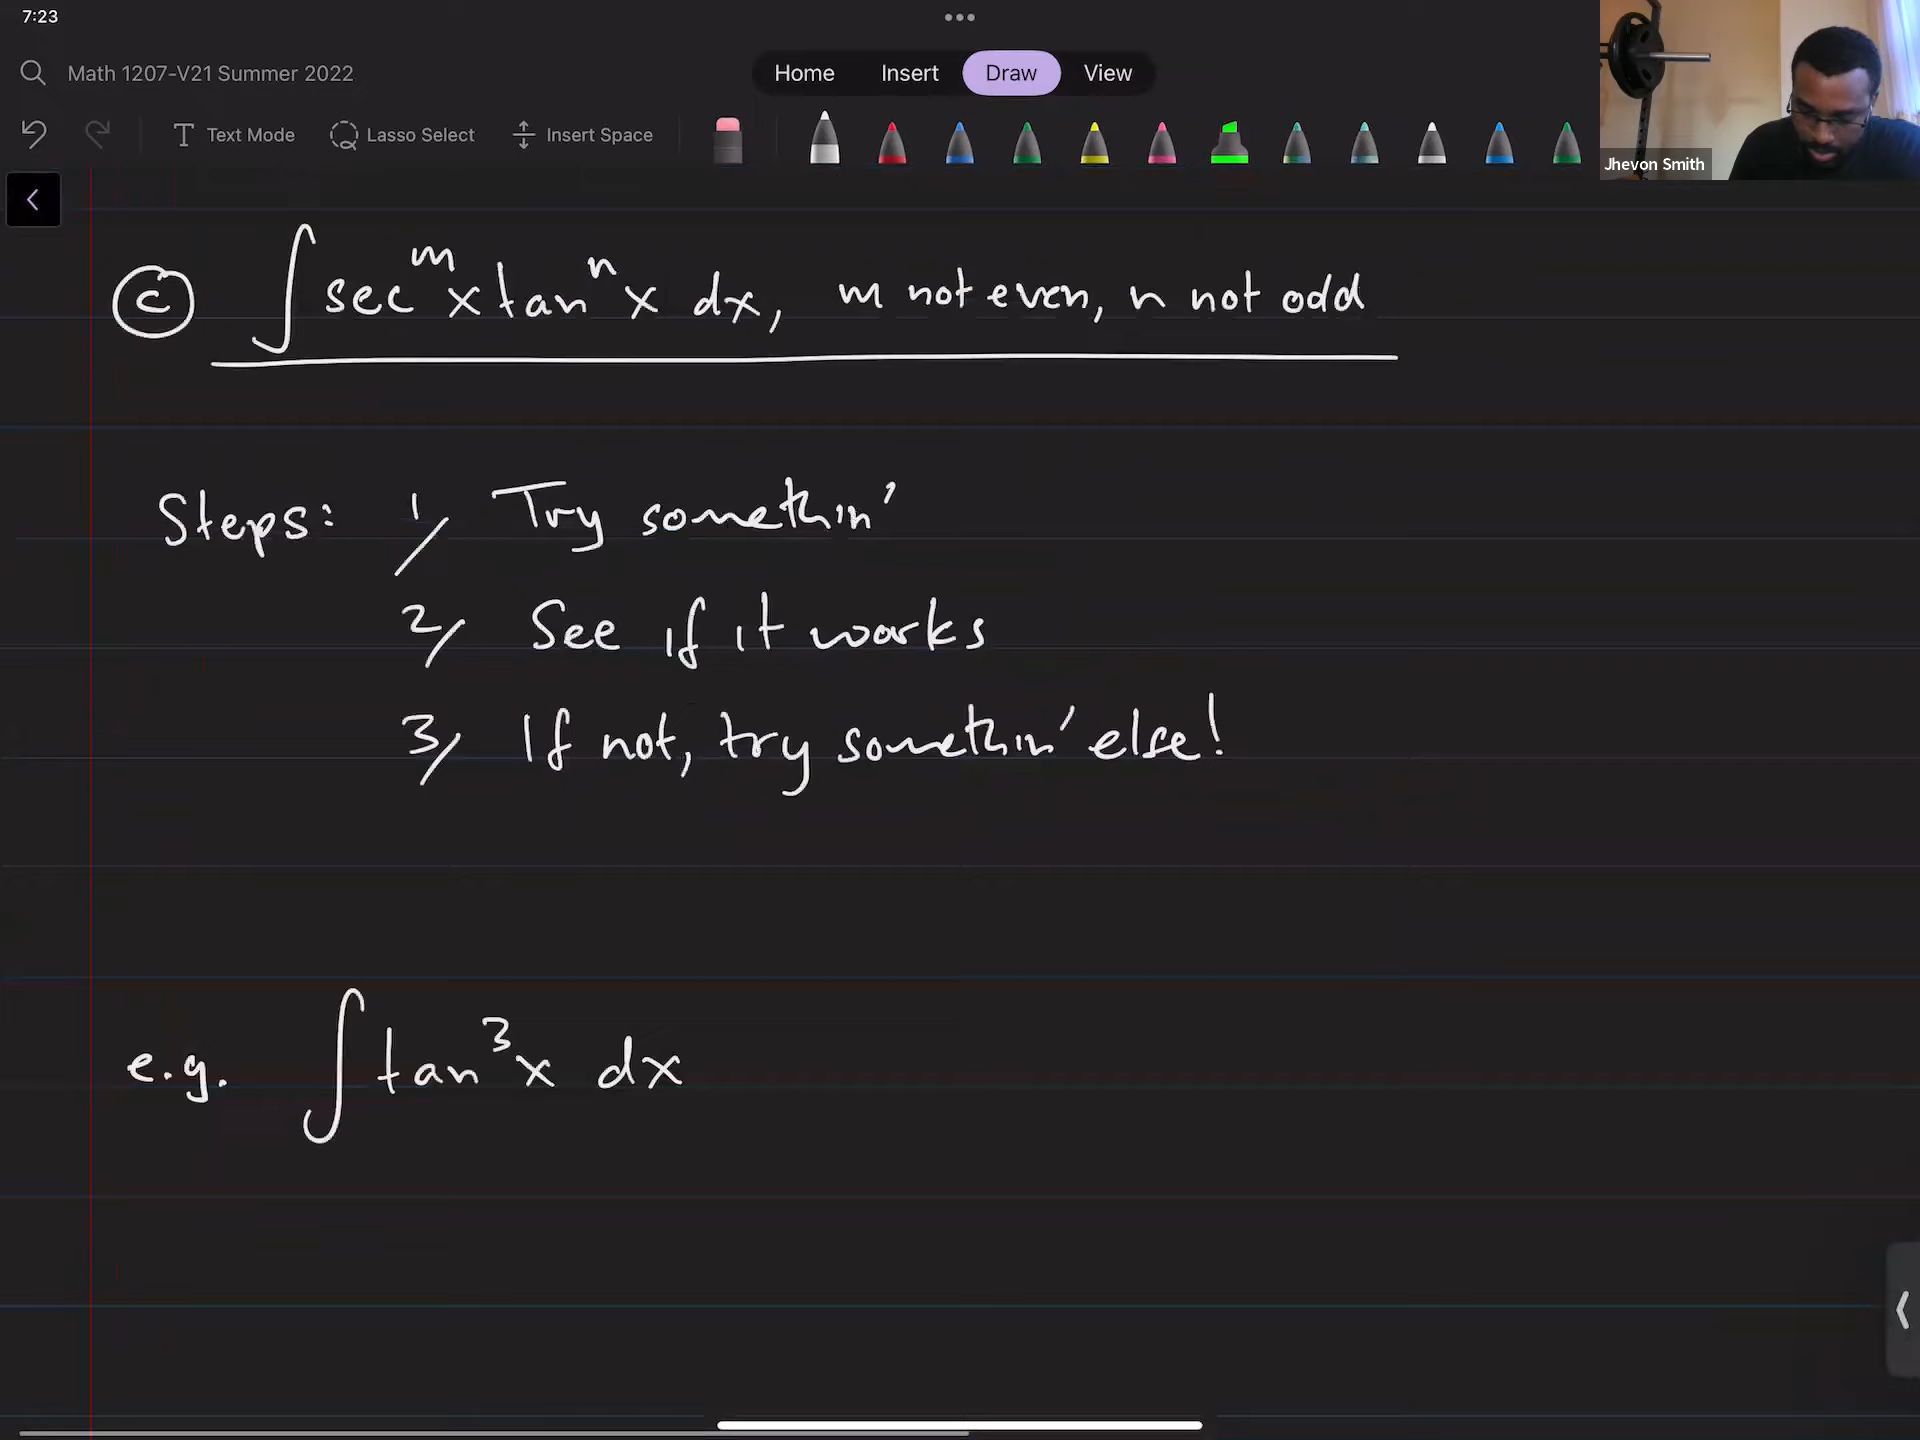 7:23
Math 1207-V21 Summer 2022
Home Insert Draw View
Text Mode Lasso Select Insert Space
Jhevon Smith
ⓒ ∫ sec^m x tan^n x dx, m not even, n not odd
Steps: 1/ Try somethin'
2/ See if it works
3/ If not, try somethin' else!
e.g. ∫ tan^3 x dx